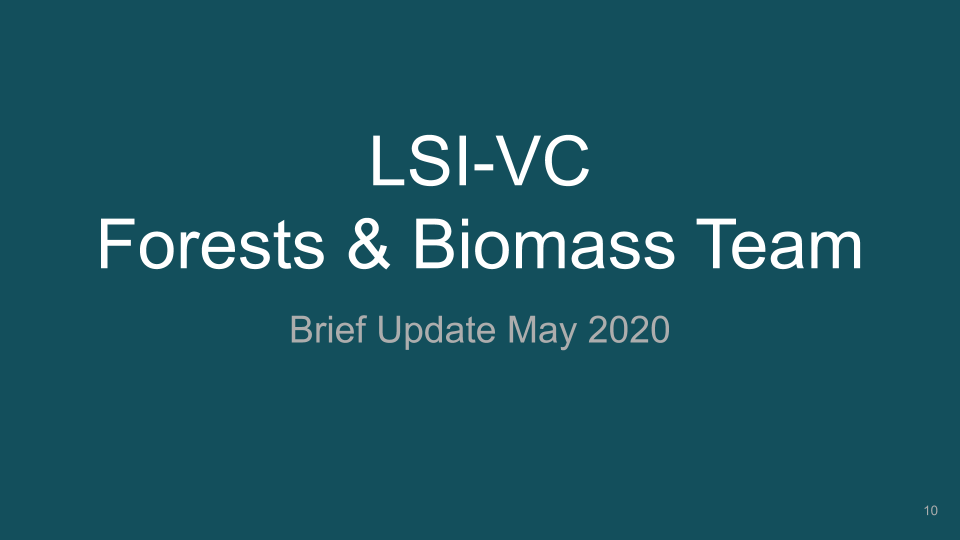 LSI-VC
Forests & Biomass Team
Brief Update May 2020
10